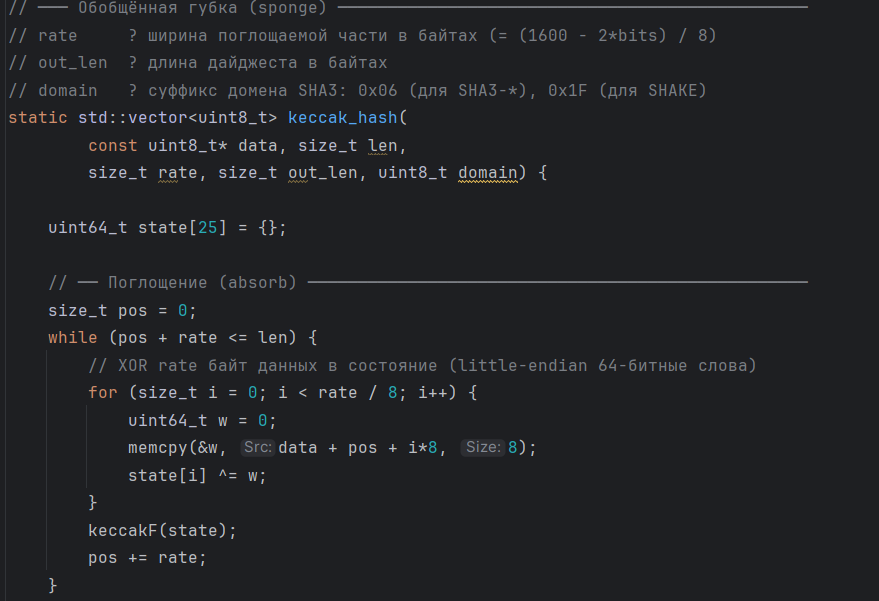 // —— Обобщённая губка (sponge) ——————————————————————
// rate     ? ширина поглощаемой части в байтах (= (1600 - 2*bits) / 8)
// out_len  ? длина дайджеста в байтах
// domain   ? суффикс домена SHA3: 0x06 (для SHA3-*), 0x1F (для SHAKE)
static std::vector<uint8_t> keccak_hash(
        const uint8_t* data, size_t len,
        size_t rate, size_t out_len, uint8_t domain) {
    uint64_t state[25] = {};
    // —— Поглощение (absorb) ——————————————————————
    size_t pos = 0;
    while (pos + rate <= len) {
        // XOR rate байт данных в состояние (little-endian 64-битные слова)
        for (size_t i = 0; i < rate / 8; i++) {
            uint64_t w = 0;
            memcpy(&w, Src: data + pos + i*8, Size: 8);
            state[i] ^= w;
        }
        keccakF(state);
        pos += rate;
    }